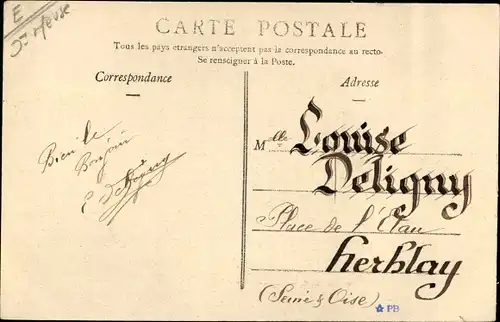 E
CARTE POSTALE
Tous les pays étrangers n'acceptent pas la correspondance au recto.
Se renseigner à la Poste.
Correspondance
Adresse
Bien le
Bonjour
E
Mlle Louise
Deligny
Place de l'Etau
Herblay
(Seine & Oise)
PB